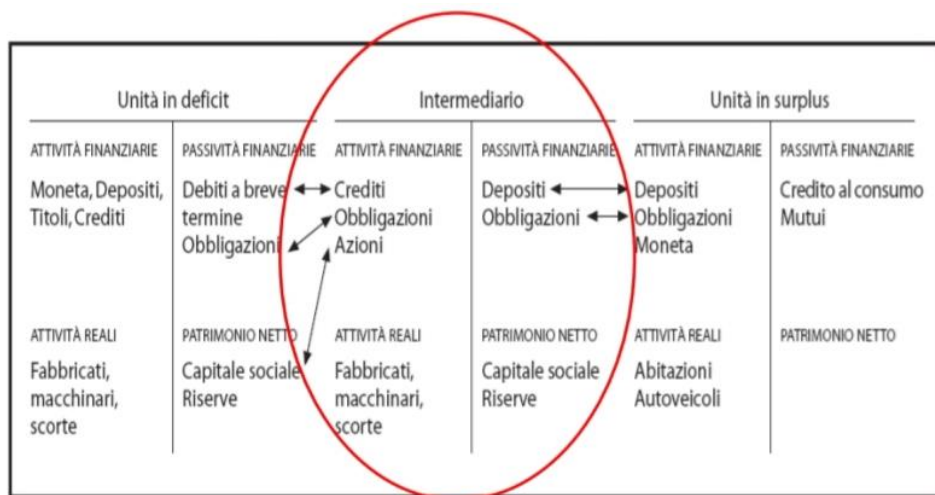 Unità in deficit
Intermediario
Unità in surplus
ATTIVITÀ FINANZIARIE
Moneta, Depositi,
Titoli, Crediti
PASSIVITÀ FINANZIARIE
Debiti a breve
termine
Obbligazioni
ATTIVITÀ FINANZIARIE
Crediti
Obbligazioni
Azioni
PASSIVITÀ FINANZIARIE
Depositi
Obbligazioni
ATTIVITÀ FINANZIARIE
Depositi
Obbligazioni
Moneta
PASSIVITÀ FINANZIARIE
Credito al consumo
Mutui
ATTIVITÀ REALI
Fabbricati,
macchinari,
scorte
PATRIMONIO NETTO
Capitale sociale
Riserve
ATTIVITÀ REALI
Fabbricati,
macchinari,
scorte
PATRIMONIO NETTO
Capitale sociale
Riserve
ATTIVITÀ REALI
Abitazioni
Autoveicoli
PATRIMONIO NETTO